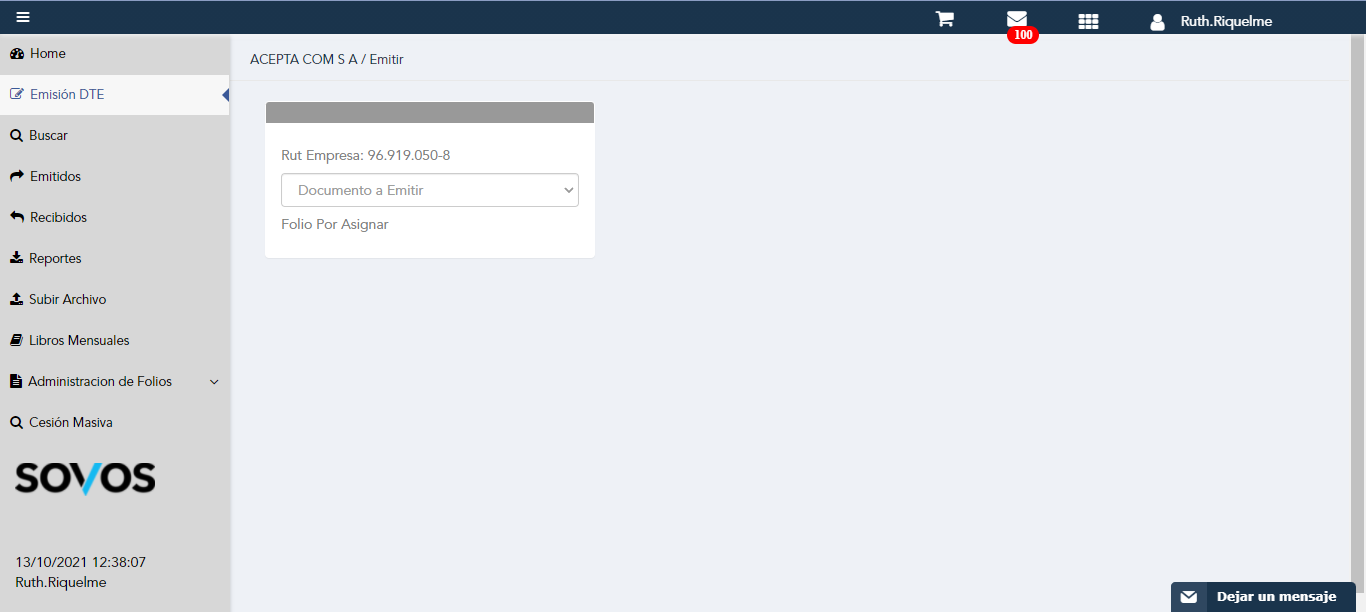 Ruth.Riquelme
100
Home
ACEPTA COM S A / Emitir
Emisión DTE
Buscar
Emitidos
Recibidos
Reportes
Subir Archivo
Libros Mensuales
Administracion de Folios
Cesión Masiva
Rut Empresa: 96.919.050-8
Documento a Emitir
Folio Por Asignar
SOVOS
13/10/2021 12:38:07
Ruth.Riquelme
Dejar un mensaje